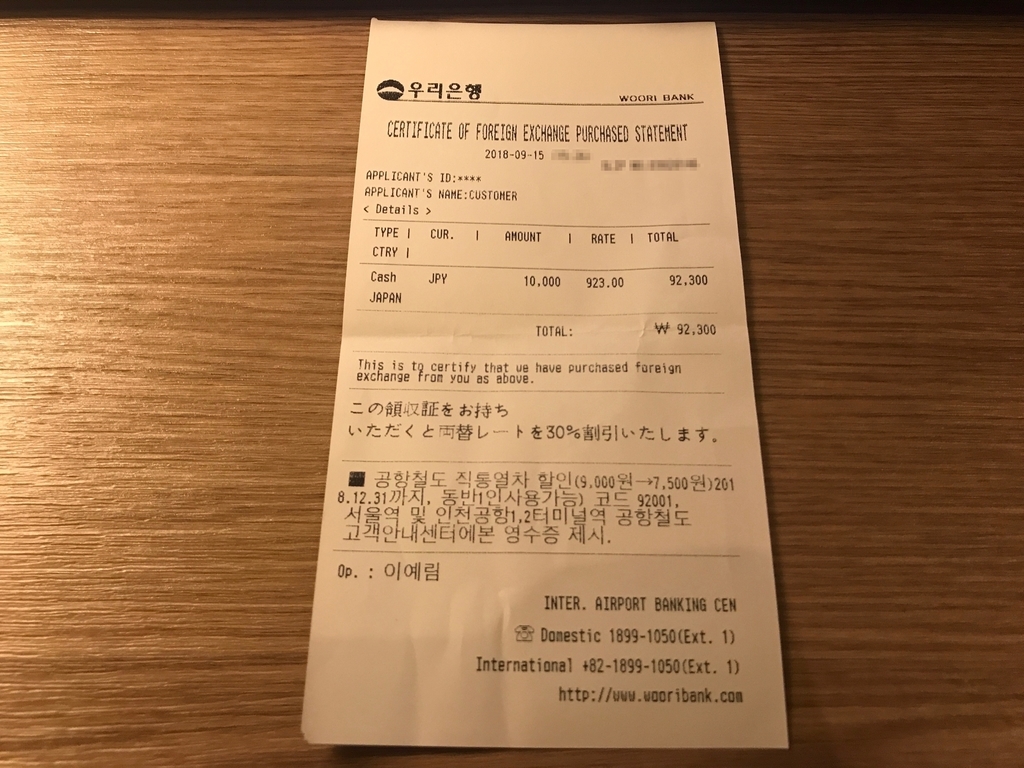 우리은행
WOORI BANK
CERTIFICATE OF FOREIGN EXCHANGE PURCHASED STATEMENT
2018-09-15
APPLICANT'S ID:****
APPLICANT'S NAME:CUSTOMER
< Details >
TYPE | CUR. | AMOUNT | RATE | TOTAL
CTRY |
Cash JPY 10,000 923.00 92,300
JAPAN
TOTAL: ₩ 92,300
This is to certify that we have purchased foreign
exchange from you as above.
この領収証をお持ち
いただくと両替レートを30%割引いたします。
■ 공항철도 직통열차 할인(9,000원→7,500원)201
8.12.31까지, 동반1인사용가능) 코드 92001,
서울역 및 인천공항1,2터미널역 공항철도
고객안내센터에본 영수증 제시.
Op. : 이예림
INTER. AIRPORT BANKING CEN
☎ Domestic 1899-1050(Ext. 1)
International +82-1899-1050(Ext. 1)
http://www.wooribank.com